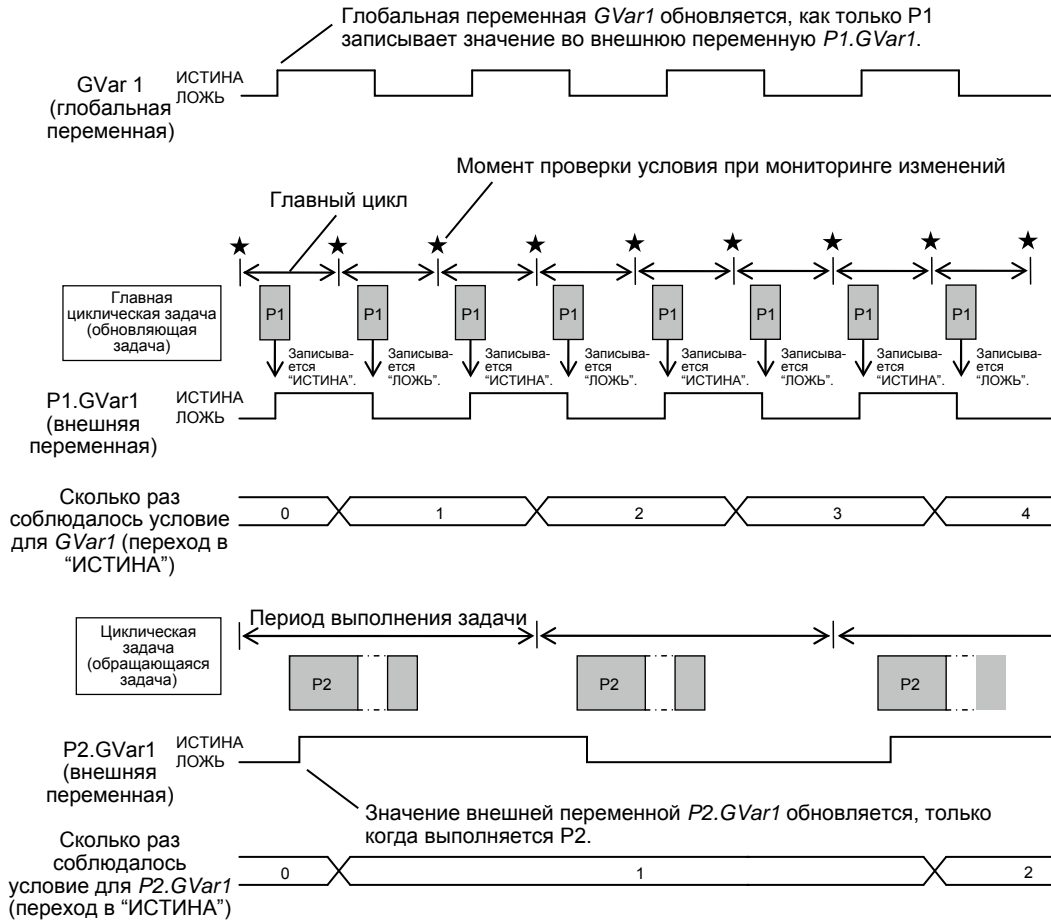 Глобальная переменная GVar1 обновляется, как только P1
записывает значение во внешнюю переменную P1.GVar1.
GVar 1
(глобальная
переменная)
ИСТИНА
ЛОЖЬ
Момент проверки условия при мониторинге изменений
Главный цикл
★ ★ ★ ★ ★ ★ ★ ★ ★
Главная
циклическая задача
(обновляющая
задача)
P1 P1 P1 P1 P1 P1 P1 P1
Записыва-
ется
“ИСТИНА”.
Записыва-
ется
“ЛОЖЬ”.
Записыва-
ется
“ИСТИНА”.
Записыва-
ется
“ЛОЖЬ”.
Записыва-
ется
“ИСТИНА”.
Записыва-
ется
“ЛОЖЬ”.
Записыва-
ется
“ИСТИНА”.
Записыва-
ется
“ЛОЖЬ”.
P1.GVar1
(внешняя
переменная)
ИСТИНА
ЛОЖЬ
Сколько раз
соблюдалось условие
для GVar1 (переход в
“ИСТИНА”)
0 1 2 3 4
Циклическая
задача
(обращающаяся
задача)
Период выполнения задачи
P2 P2 P2
P2.GVar1
(внешняя
переменная)
ИСТИНА
ЛОЖЬ
Значение внешней переменной P2.GVar1 обновляется, только
когда выполняется P2.
Сколько раз
соблюдалось
условие для P2.GVar1
(переход в “ИСТИНА”)
0 1 2